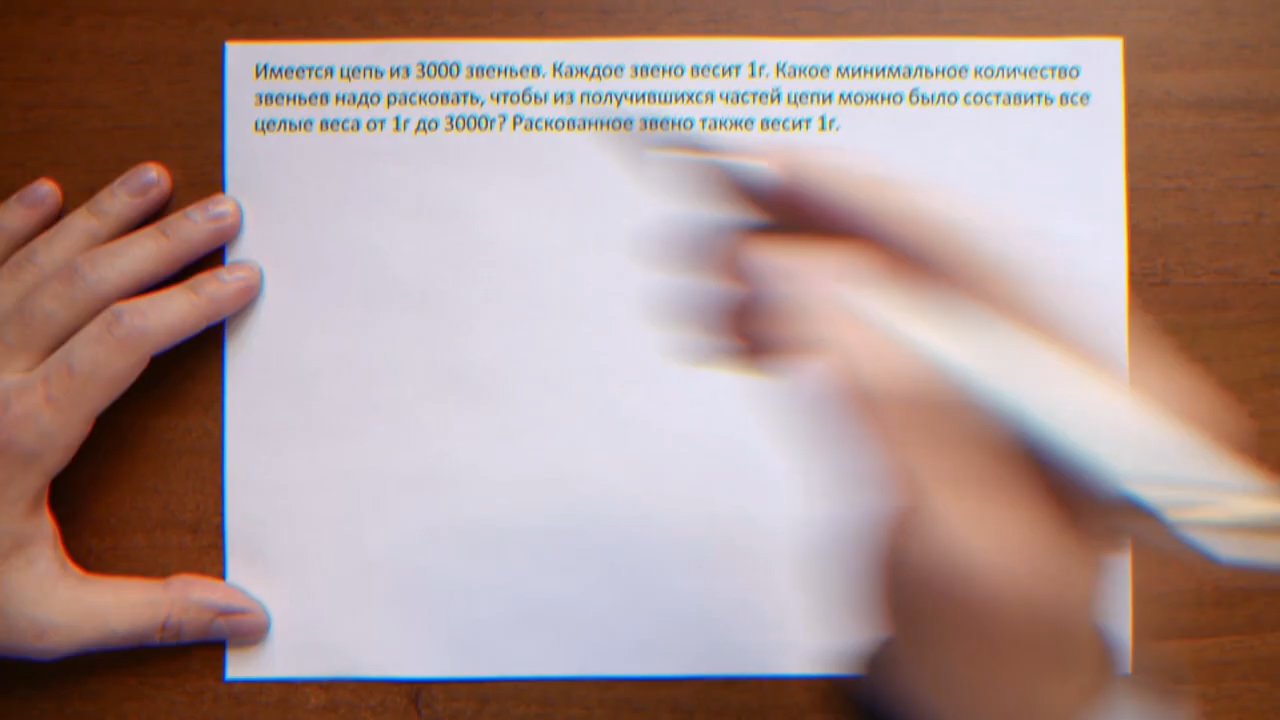 Имеется цепь из 3000 звеньев. Каждое звено весит 1г. Какое минимальное количество
звеньев надо расковать, чтобы из получившихся частей цепи можно было составить все
целые веса от 1г до 3000г? Раскованное звено также весит 1г.